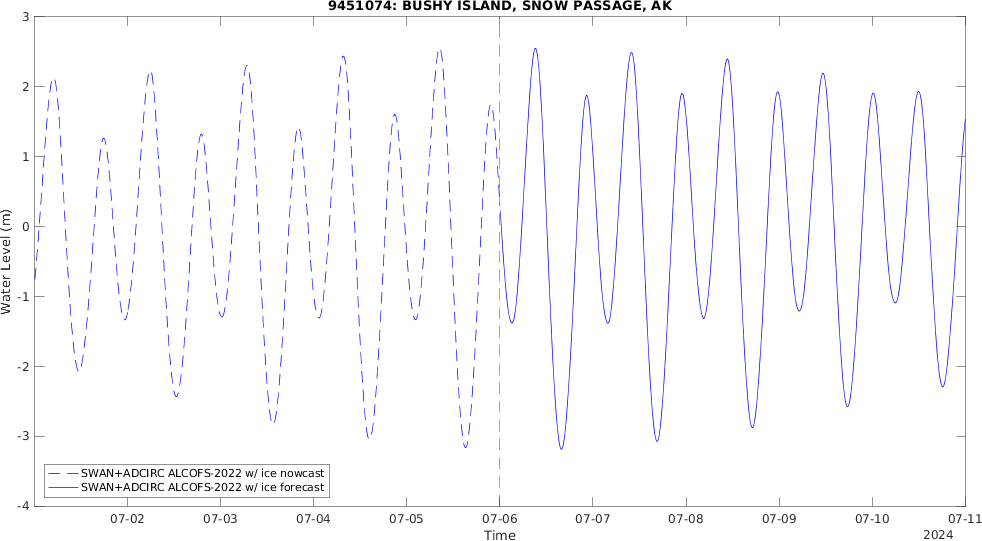 9451074: BUSHY ISLAND, SNOW PASSAGE, AK
3
2
1
0
-1
-2
-3
-4
Water Level (m)
SWAN+ADCIRC ALCOFS-2022 w/ ice nowcast
SWAN+ADCIRC ALCOFS-2022 w/ ice forecast
07-02 07-03 07-04 07-05 07-06 07-07 07-08 07-09 07-10 07-11
Time
2024